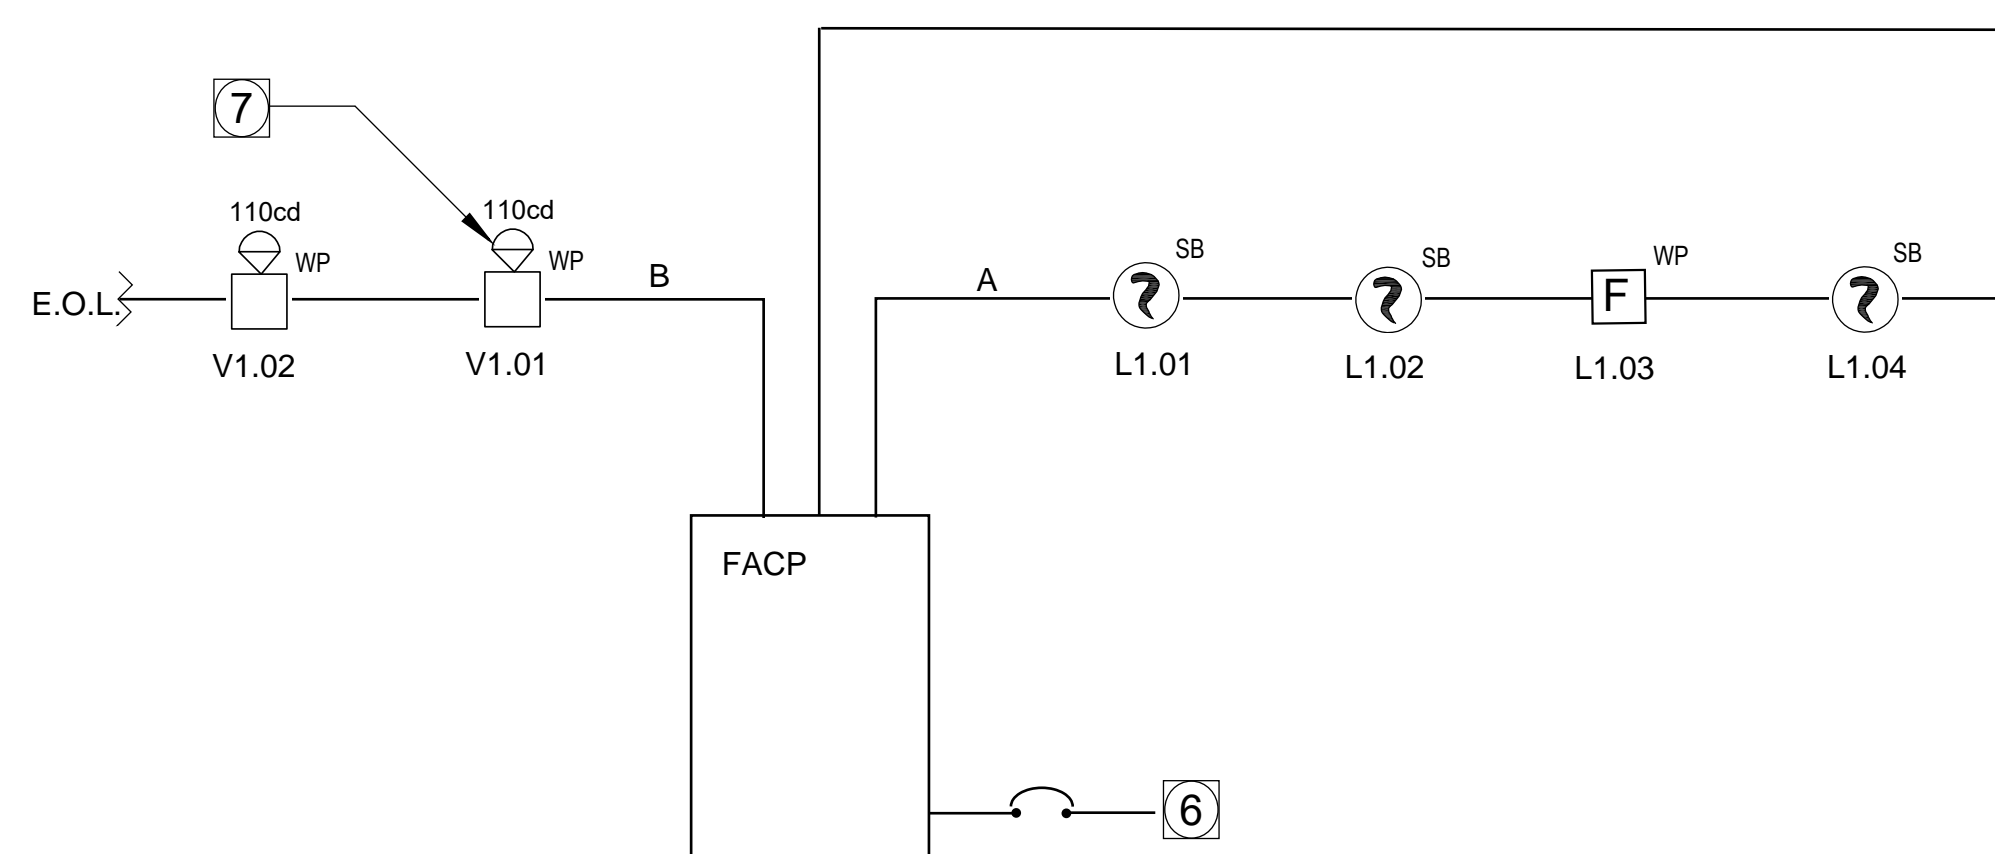 7
110cd
110cd
WP
WP
E.O.L.
B
V1.02
V1.01
A
SB
SB
WP
SB
F
L1.01
L1.02
L1.03
L1.04
FACP
6